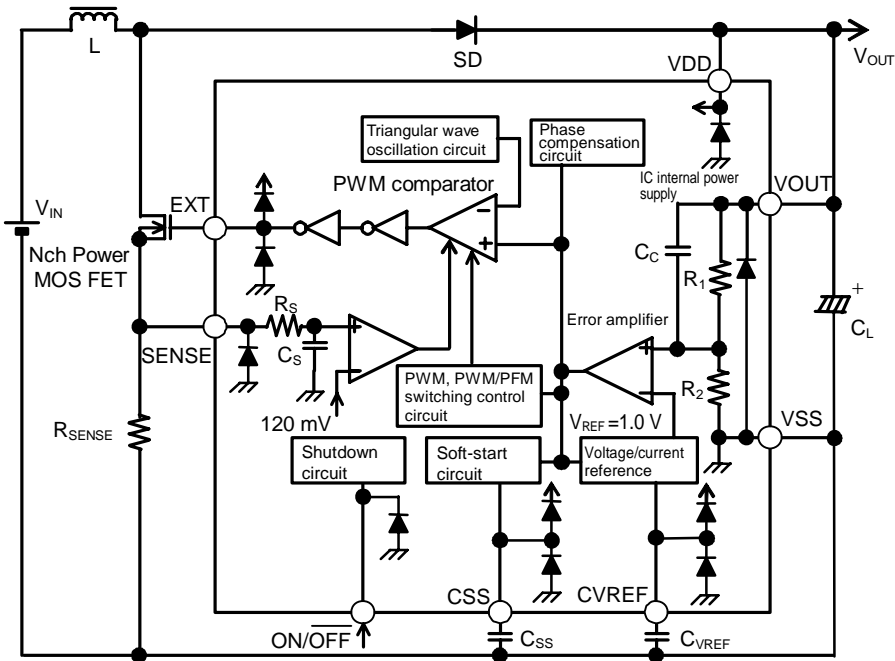 L
SD
VDD
VOUT
Triangular wave
oscillation circuit
Phase
compensation
circuit
IC internal power
supply
PWM comparator
VOUT
VIN
EXT
−
+
CC
R1
Nch Power
MOS FET
RS
Error amplifier
+
CL
SENSE
CS
+
−
+
−
R2
120 mV
PWM, PWM/PFM
switching control
circuit
VREF =1.0 V
VSS
RSENSE
Shutdown
circuit
Soft-start
circuit
Voltage/current
reference
CSS
CVREF
ON/OFF
CSS
CVREF